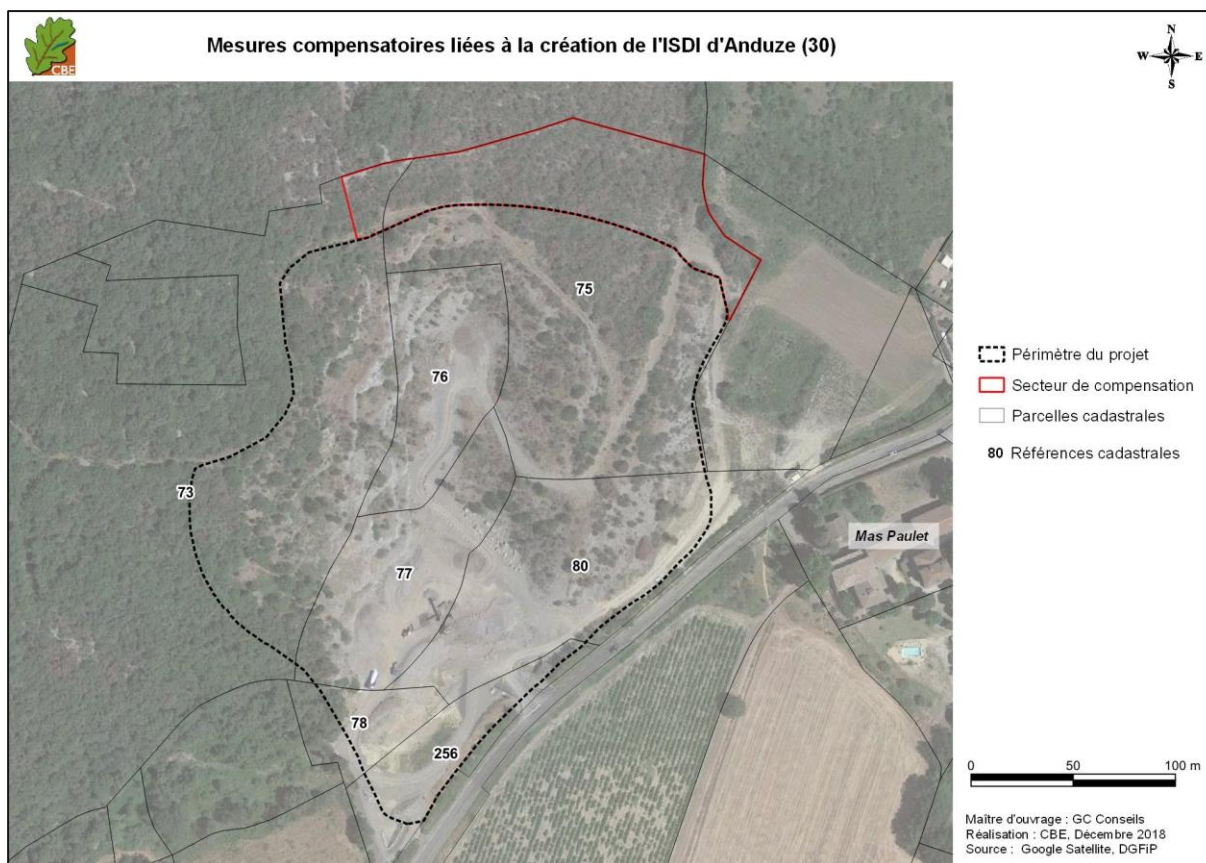 CBE
Mesures compensatoires liées à la création de l'ISDI d'Anduze (30)
N
W E
S
75
76
73
77
80
78
256
Mas Paulet
Périmètre du projet
Secteur de compensation
Parcelles cadastrales
80 Références cadastrales
0 50 100 m
Maître d'ouvrage : GC Conseils
Réalisation : CBE, Décembre 2018
Source : Google Satellite, DGFiP